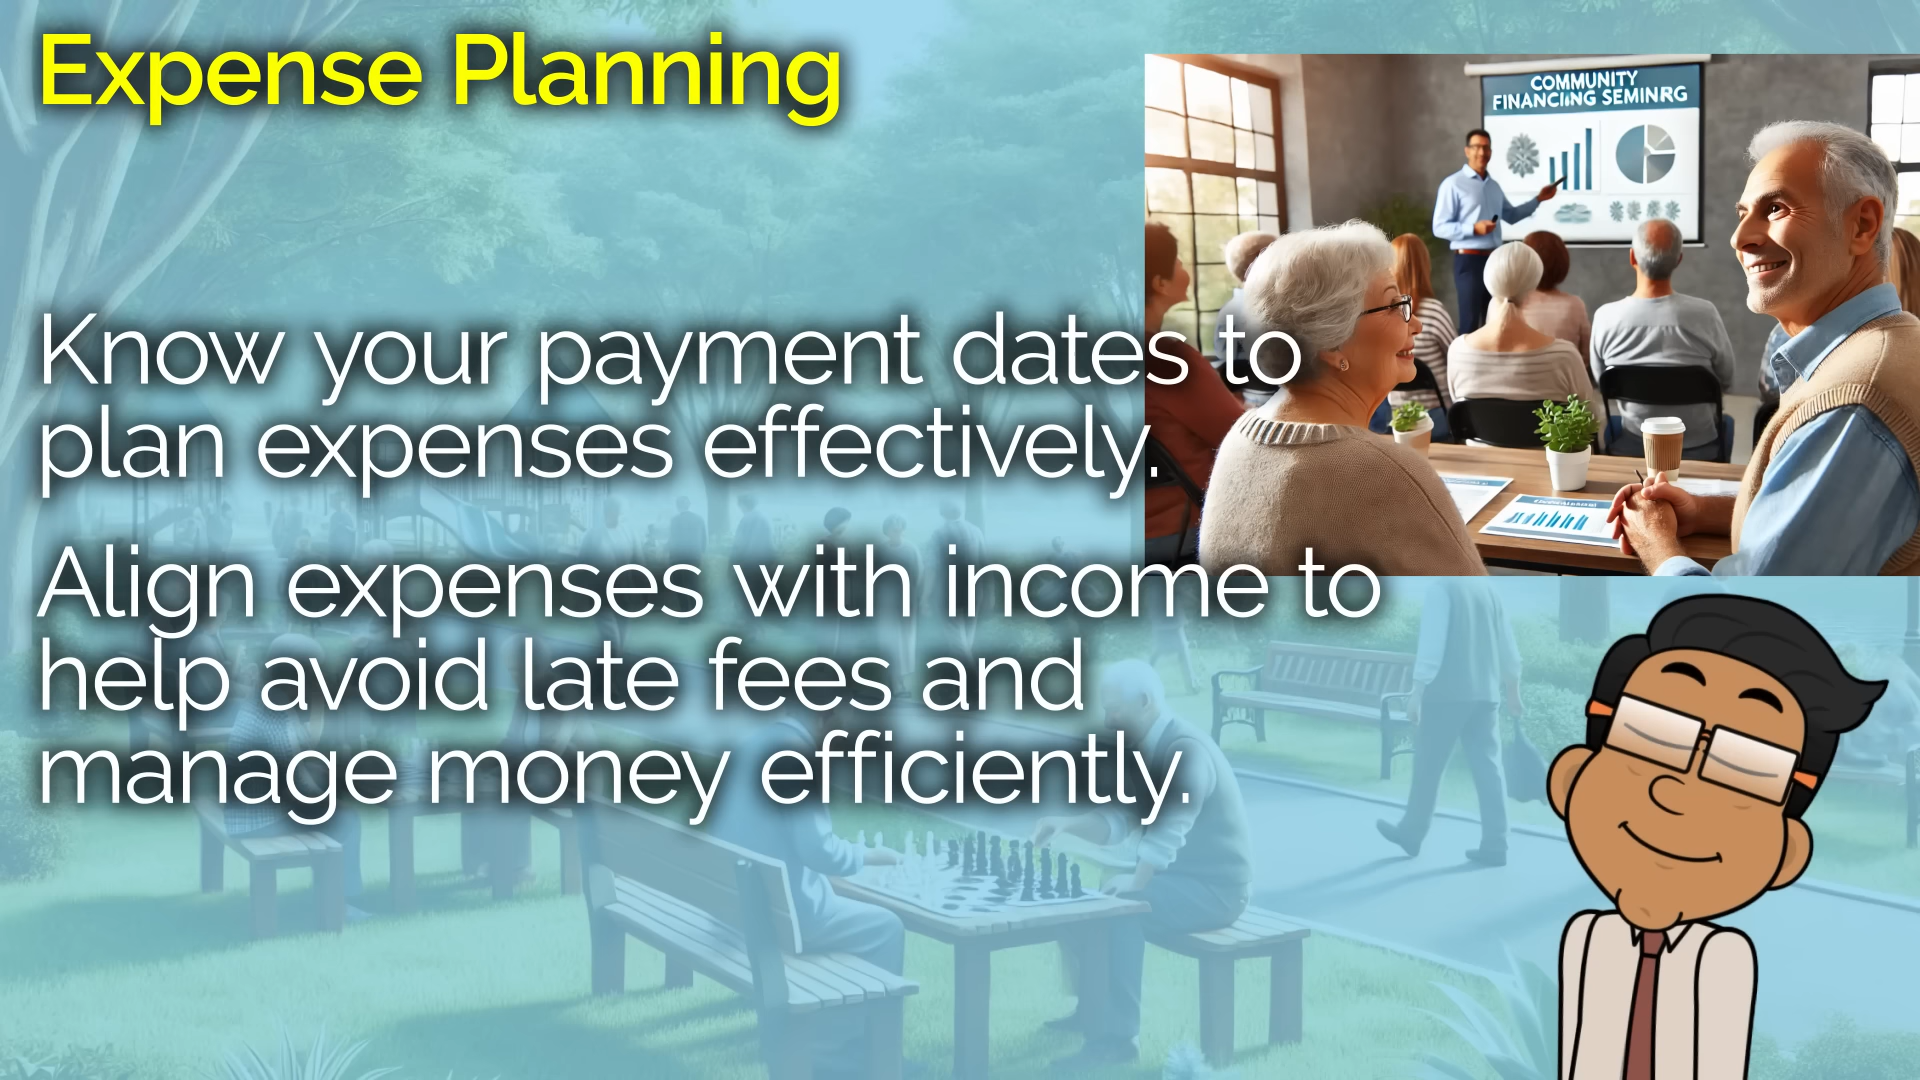 Expense Planning
COMMUNITY
FINANCING SEMINRG
Know your payment dates to
plan expenses effectively.
Align expenses with income to
help avoid late fees and
manage money efficiently.